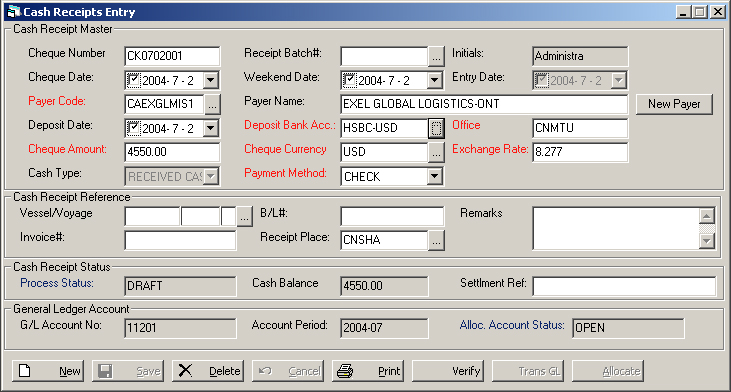 Cash Receipts Entry
Cash Receipt Master
Cheque Number CK0702001 Receipt Batch#: ... Initials: Administra
Cheque Date: 2004- 7 - 2 Weekend Date: 2004- 7 - 2 Entry Date: 2004- 7 - 2
Payer Code: CAEXGLMIS1 ... Payer Name: EXEL GLOBAL LOGISTICS-ONT New Payer
Deposit Date: 2004- 7 - 2 Deposit Bank Acc.: HSBC-USD ... Office CNMTU
Cheque Amount: 4550.00 Cheque Currency USD ... Exchange Rate: 8.277
Cash Type: RECEIVED CAS Payment Method: CHECK
Cash Receipt Reference
Vessel/Voyage ... B/L#: Remarks
Invoice#: Receipt Place: CNSHA ...
Cash Receipt Status
Process Status: DRAFT Cash Balance 4550.00 Settlment Ref:
General Ledger Account
G/L Account No: 11201 Account Period: 2004-07 Alloc. Account Status: OPEN
New Save Delete Cancel Print Verify Trans GL Allocate